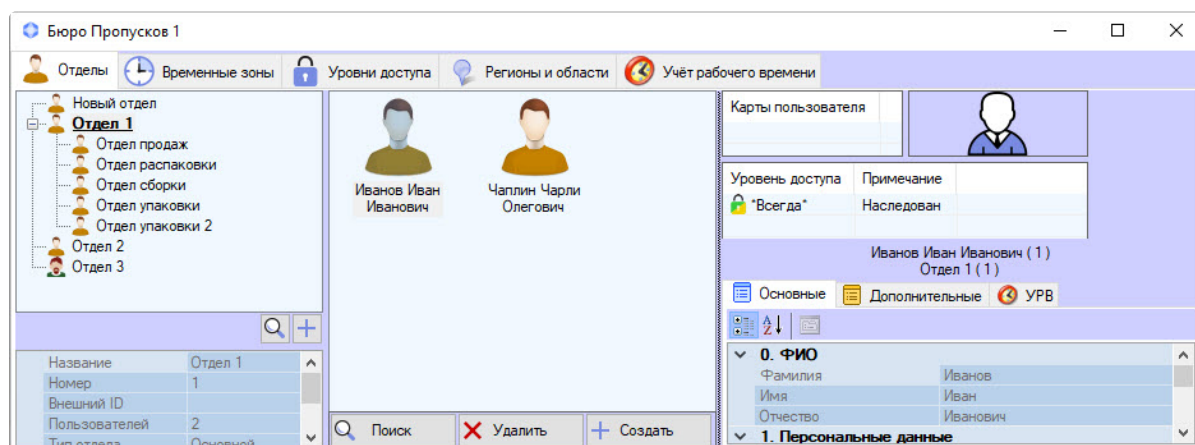 Бюро Пропусков 1
Отделы
Временные зоны
Уровни доступа
Регионы и области
Учёт рабочего времени
Новый отдел
Отдел 1
Отдел продаж
Отдел распаковки
Отдел сборки
Отдел упаковки
Отдел упаковки 2
Отдел 2
Отдел 3
Название Отдел 1
Номер 1
Внешний ID
Пользователей 2
Тип отдела Основной
Иванов Иван
Иванович
Чаплин Чарли
Олегович
Поиск
Удалить
Создать
Карты пользователя
Уровень доступа Примечание
*Всегда* Наследован
Иванов Иван Иванович ( 1 )
Отдел 1 ( 1 )
Основные
Дополнительные
УРВ
0. ФИО
Фамилия Иванов
Имя Иван
Отчество Иванович
1. Персональные данные